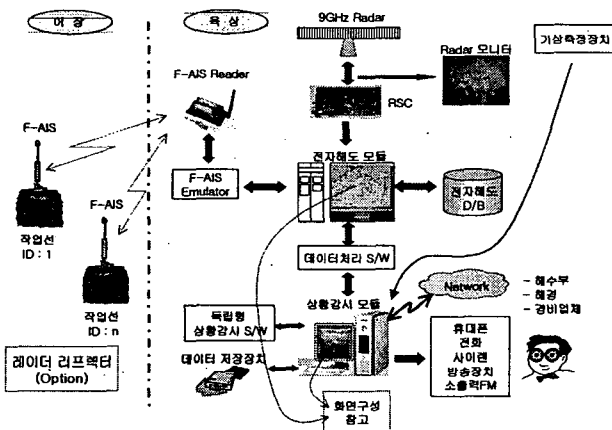 어장
육상
9GHz Radar
Radar 모니터
기상측정장치
F-AIS Reader
RSC
F-AIS
전자해도 모듈
F-AIS
Emulator
전자해도
D/B
F-AIS
작업선
ID : 1
데이터처리 S/W
작업선
ID : n
상황감시 모듈
Network
- 해수부
- 해경
- 경비업체
독립형
상황감시 S/W
데이터 저장장치
휴대폰
전화
사이렌
방송장치
소출력FM
레이더 리프렉터
(Option)
화면구성
참고